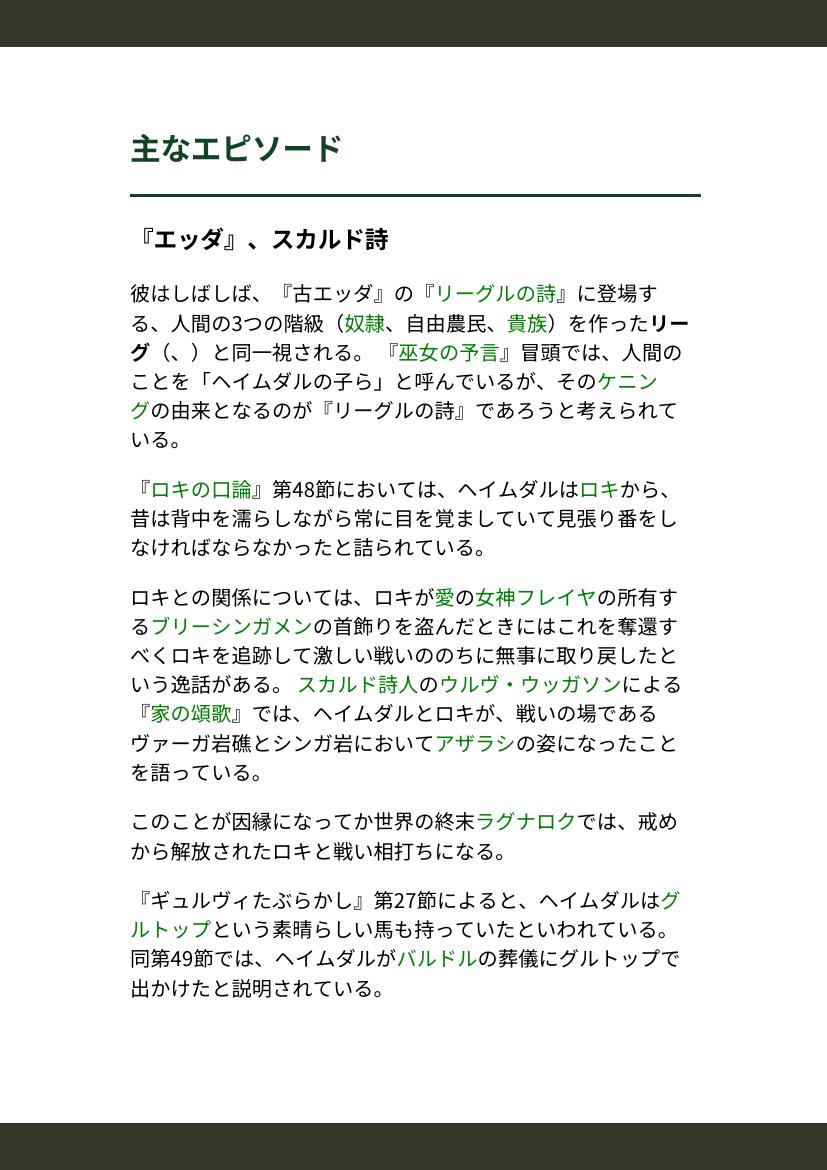 主なエピソード
『エッダ』、スカルド詩
彼はしばしば、『古エッダ』の『リーグルの詩』に登場す
る、人間の3つの階級（奴隷、自由農民、貴族）を作ったリー
グ（、）と同一視される。 『巫女の予言』冒頭では、人間の
ことを「ヘイムダルの子ら」と呼んでいるが、そのケニン
グの由来となるのが『リーグルの詩』であろうと考えられて
いる。
『ロキの口論』第48節においては、ヘイムダルはロキから、
昔は背中を濡らしながら常に目を覚ましていて見張り番をし
なければならなかったと詰られている。
ロキとの関係については、ロキが愛の女神フレイヤの所有す
るブリーシンガメンの首飾りを盗んだときにはこれを奪還す
べくロキを追跡して激しい戦いののちに無事に取り戻したと
いう逸話がある。 スカルド詩人のウルヴ・ウッガソンによる
『家の頌歌』では、ヘイムダルとロキが、戦いの場である
ヴァーガ岩礁とシンガ岩においてアザラシの姿になったこと
を語っている。
このことが因縁になってか世界の終末ラグナロクでは、戒め
から解放されたロキと戦い相打ちになる。
『ギュルヴィたぶらかし』第27節によると、ヘイムダルはグ
ルトップという素晴らしい馬も持っていたといわれている。
同第49節では、ヘイムダルがバルドルの葬儀にグルトップで
出かけたと説明されている。